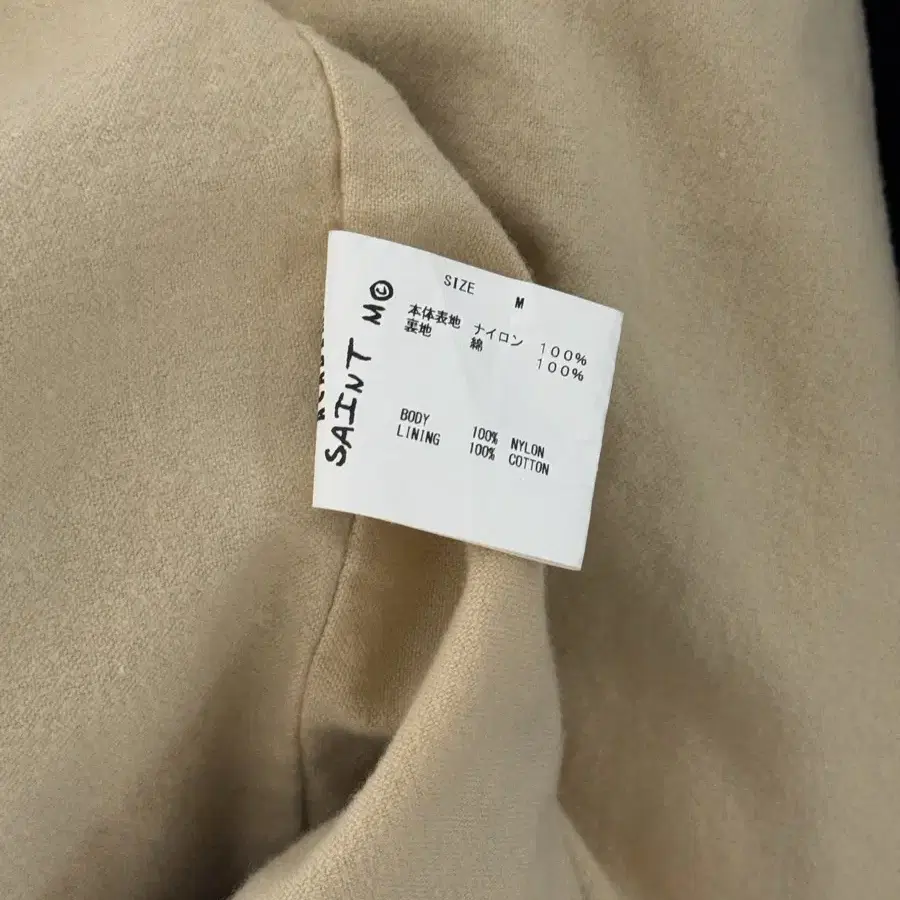 SIZE M
本体表地 ナイロン 100%
裏地 綿 100%
BODY 100% NYLON
LINING 100% COTTON
SAINT M©